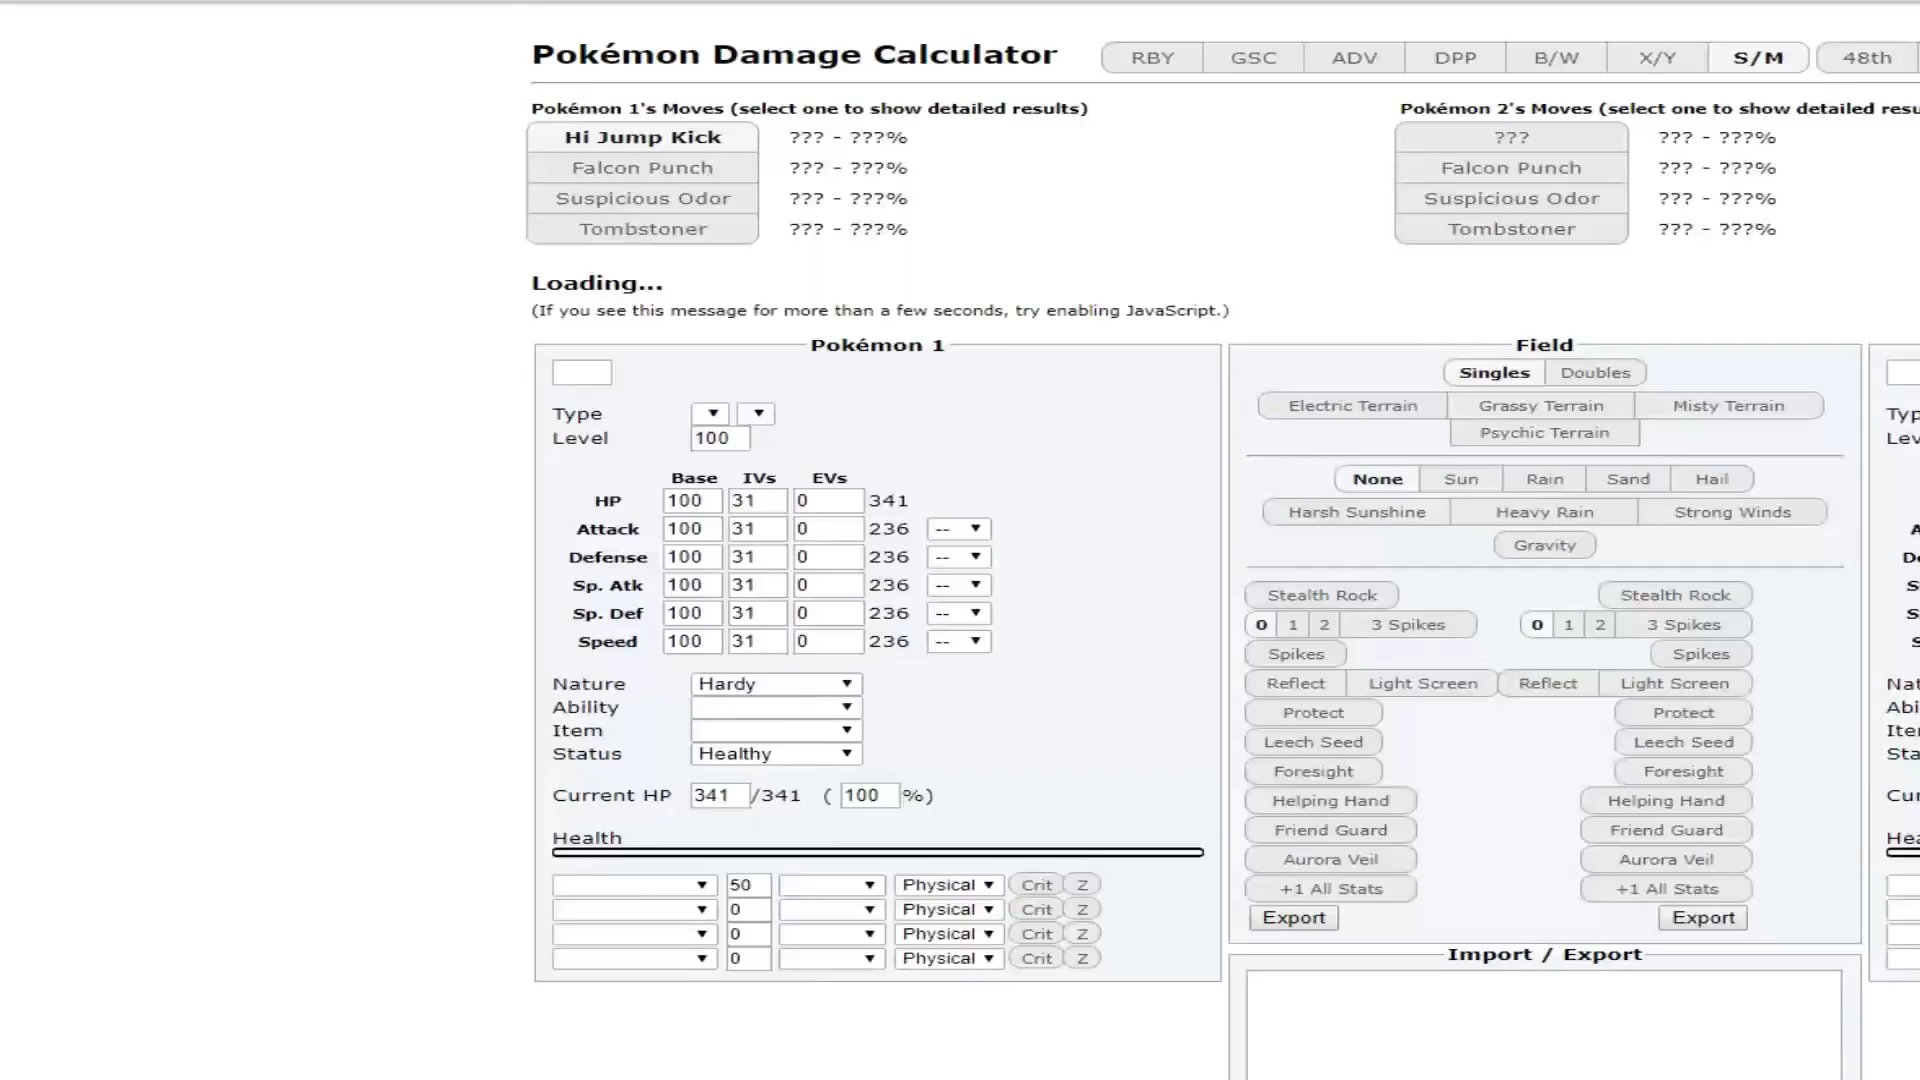 Pokémon Damage Calculator RBY GSC ADV DPP B/W X/Y S/M 48th
Pokémon 1's Moves (select one to show detailed results)
Hi Jump Kick ??? - ???%
Falcon Punch ??? - ???%
Suspicious Odor ??? - ???%
Tombstoner ??? - ???%
Pokémon 2's Moves (select one to show detailed resu
??? ??? - ???%
Falcon Punch ??? - ???%
Suspicious Odor ??? - ???%
Tombstoner ??? - ???%
Loading...
(If you see this message for more than a few seconds, try enabling JavaScript.)
Pokémon 1
Type
Level 100
Base IVs EVs
HP 100 31 0 341
Attack 100 31 0 236 --
Defense 100 31 0 236 --
Sp. Atk 100 31 0 236 --
Sp. Def 100 31 0 236 --
Speed 100 31 0 236 --
Nature Hardy
Ability
Item
Status Healthy
Current HP 341 /341 ( 100 %)
Health
50 Physical Crit Z
0 Physical Crit Z
0 Physical Crit Z
0 Physical Crit Z
Field
Singles Doubles
Electric Terrain Grassy Terrain Misty Terrain
Psychic Terrain
None Sun Rain Sand Hail
Harsh Sunshine Heavy Rain Strong Winds
Gravity
Stealth Rock Stealth Rock
0 1 2 3 Spikes 0 1 2 3 Spikes
Spikes Spikes
Reflect Light Screen Reflect Light Screen
Protect Protect
Leech Seed Leech Seed
Foresight Foresight
Helping Hand Helping Hand
Friend Guard Friend Guard
Aurora Veil Aurora Veil
+1 All Stats +1 All Stats
Export Export
Import / Export
Typ
Lev
A
De
S
S
S
Nat
Abi
Iter
Sta
Cur
Hea